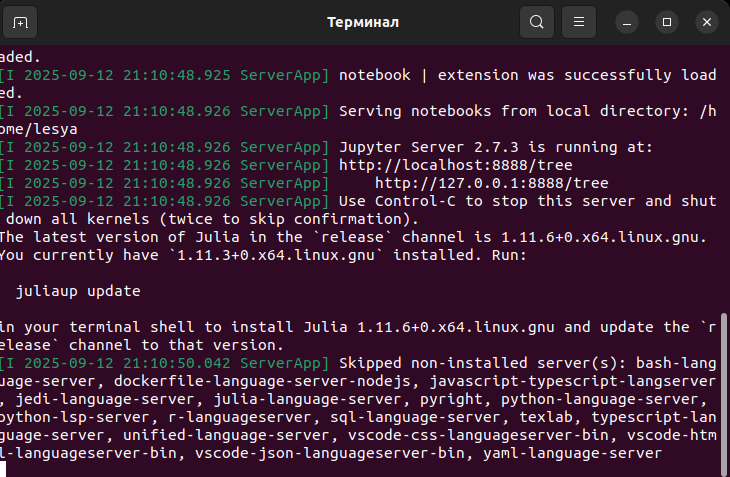 Терминал
aded.
[I 2025-09-12 21:10:48.925 ServerApp] notebook | extension was successfully load
ed.
[I 2025-09-12 21:10:48.926 ServerApp] Serving notebooks from local directory: /h
ome/lesya
[I 2025-09-12 21:10:48.926 ServerApp] Jupyter Server 2.7.3 is running at:
[I 2025-09-12 21:10:48.926 ServerApp] http://localhost:8888/tree
[I 2025-09-12 21:10:48.926 ServerApp]     http://127.0.0.1:8888/tree
[I 2025-09-12 21:10:48.926 ServerApp] Use Control-C to stop this server and shut
 down all kernels (twice to skip confirmation).
The latest version of Julia in the `release` channel is 1.11.6+0.x64.linux.gnu.
You currently have `1.11.3+0.x64.linux.gnu` installed. Run:
  juliaup update
in your terminal shell to install Julia 1.11.6+0.x64.linux.gnu and update the `r
elease` channel to that version.
[I 2025-09-12 21:10:50.042 ServerApp] Skipped non-installed server(s): bash-lang
uage-server, dockerfile-language-server-nodejs, javascript-typescript-langserver
, jedi-language-server, julia-language-server, pyright, python-language-server,
python-lsp-server, r-languageserver, sql-language-server, texlab, typescript-lan
guage-server, unified-language-server, vscode-css-languageserver-bin, vscode-htm
l-languageserver-bin, vscode-json-languageserver-bin, yaml-language-server